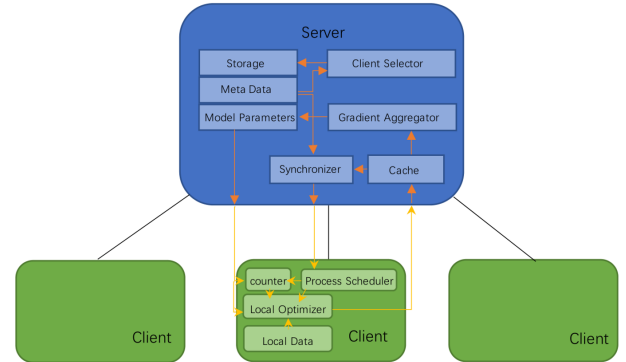 Server
Storage
Client Selector
Meta Data
Model Parameters
Gradient Aggregator
Synchronizer
Cache
counter
Process Scheduler
Local Optimizer
Local Data
Client
Client
Client